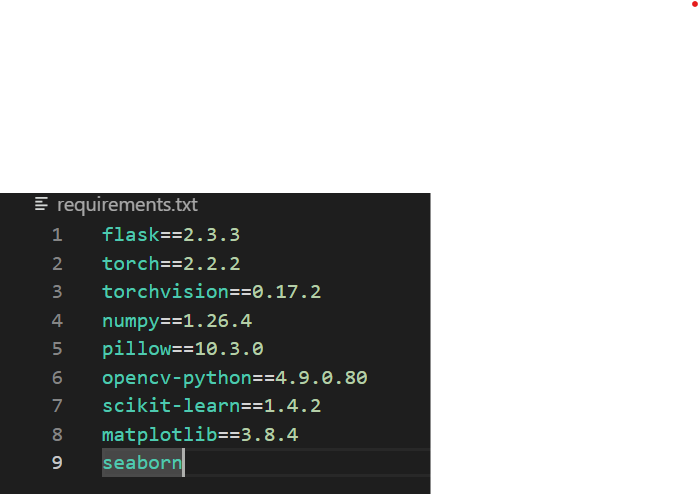 requirements.txt
1 flask==2.3.3
2 torch==2.2.2
3 torchvision==0.17.2
4 numpy==1.26.4
5 pillow==10.3.0
6 opencv-python==4.9.0.80
7 scikit-learn==1.4.2
8 matplotlib==3.8.4
9 seaborn